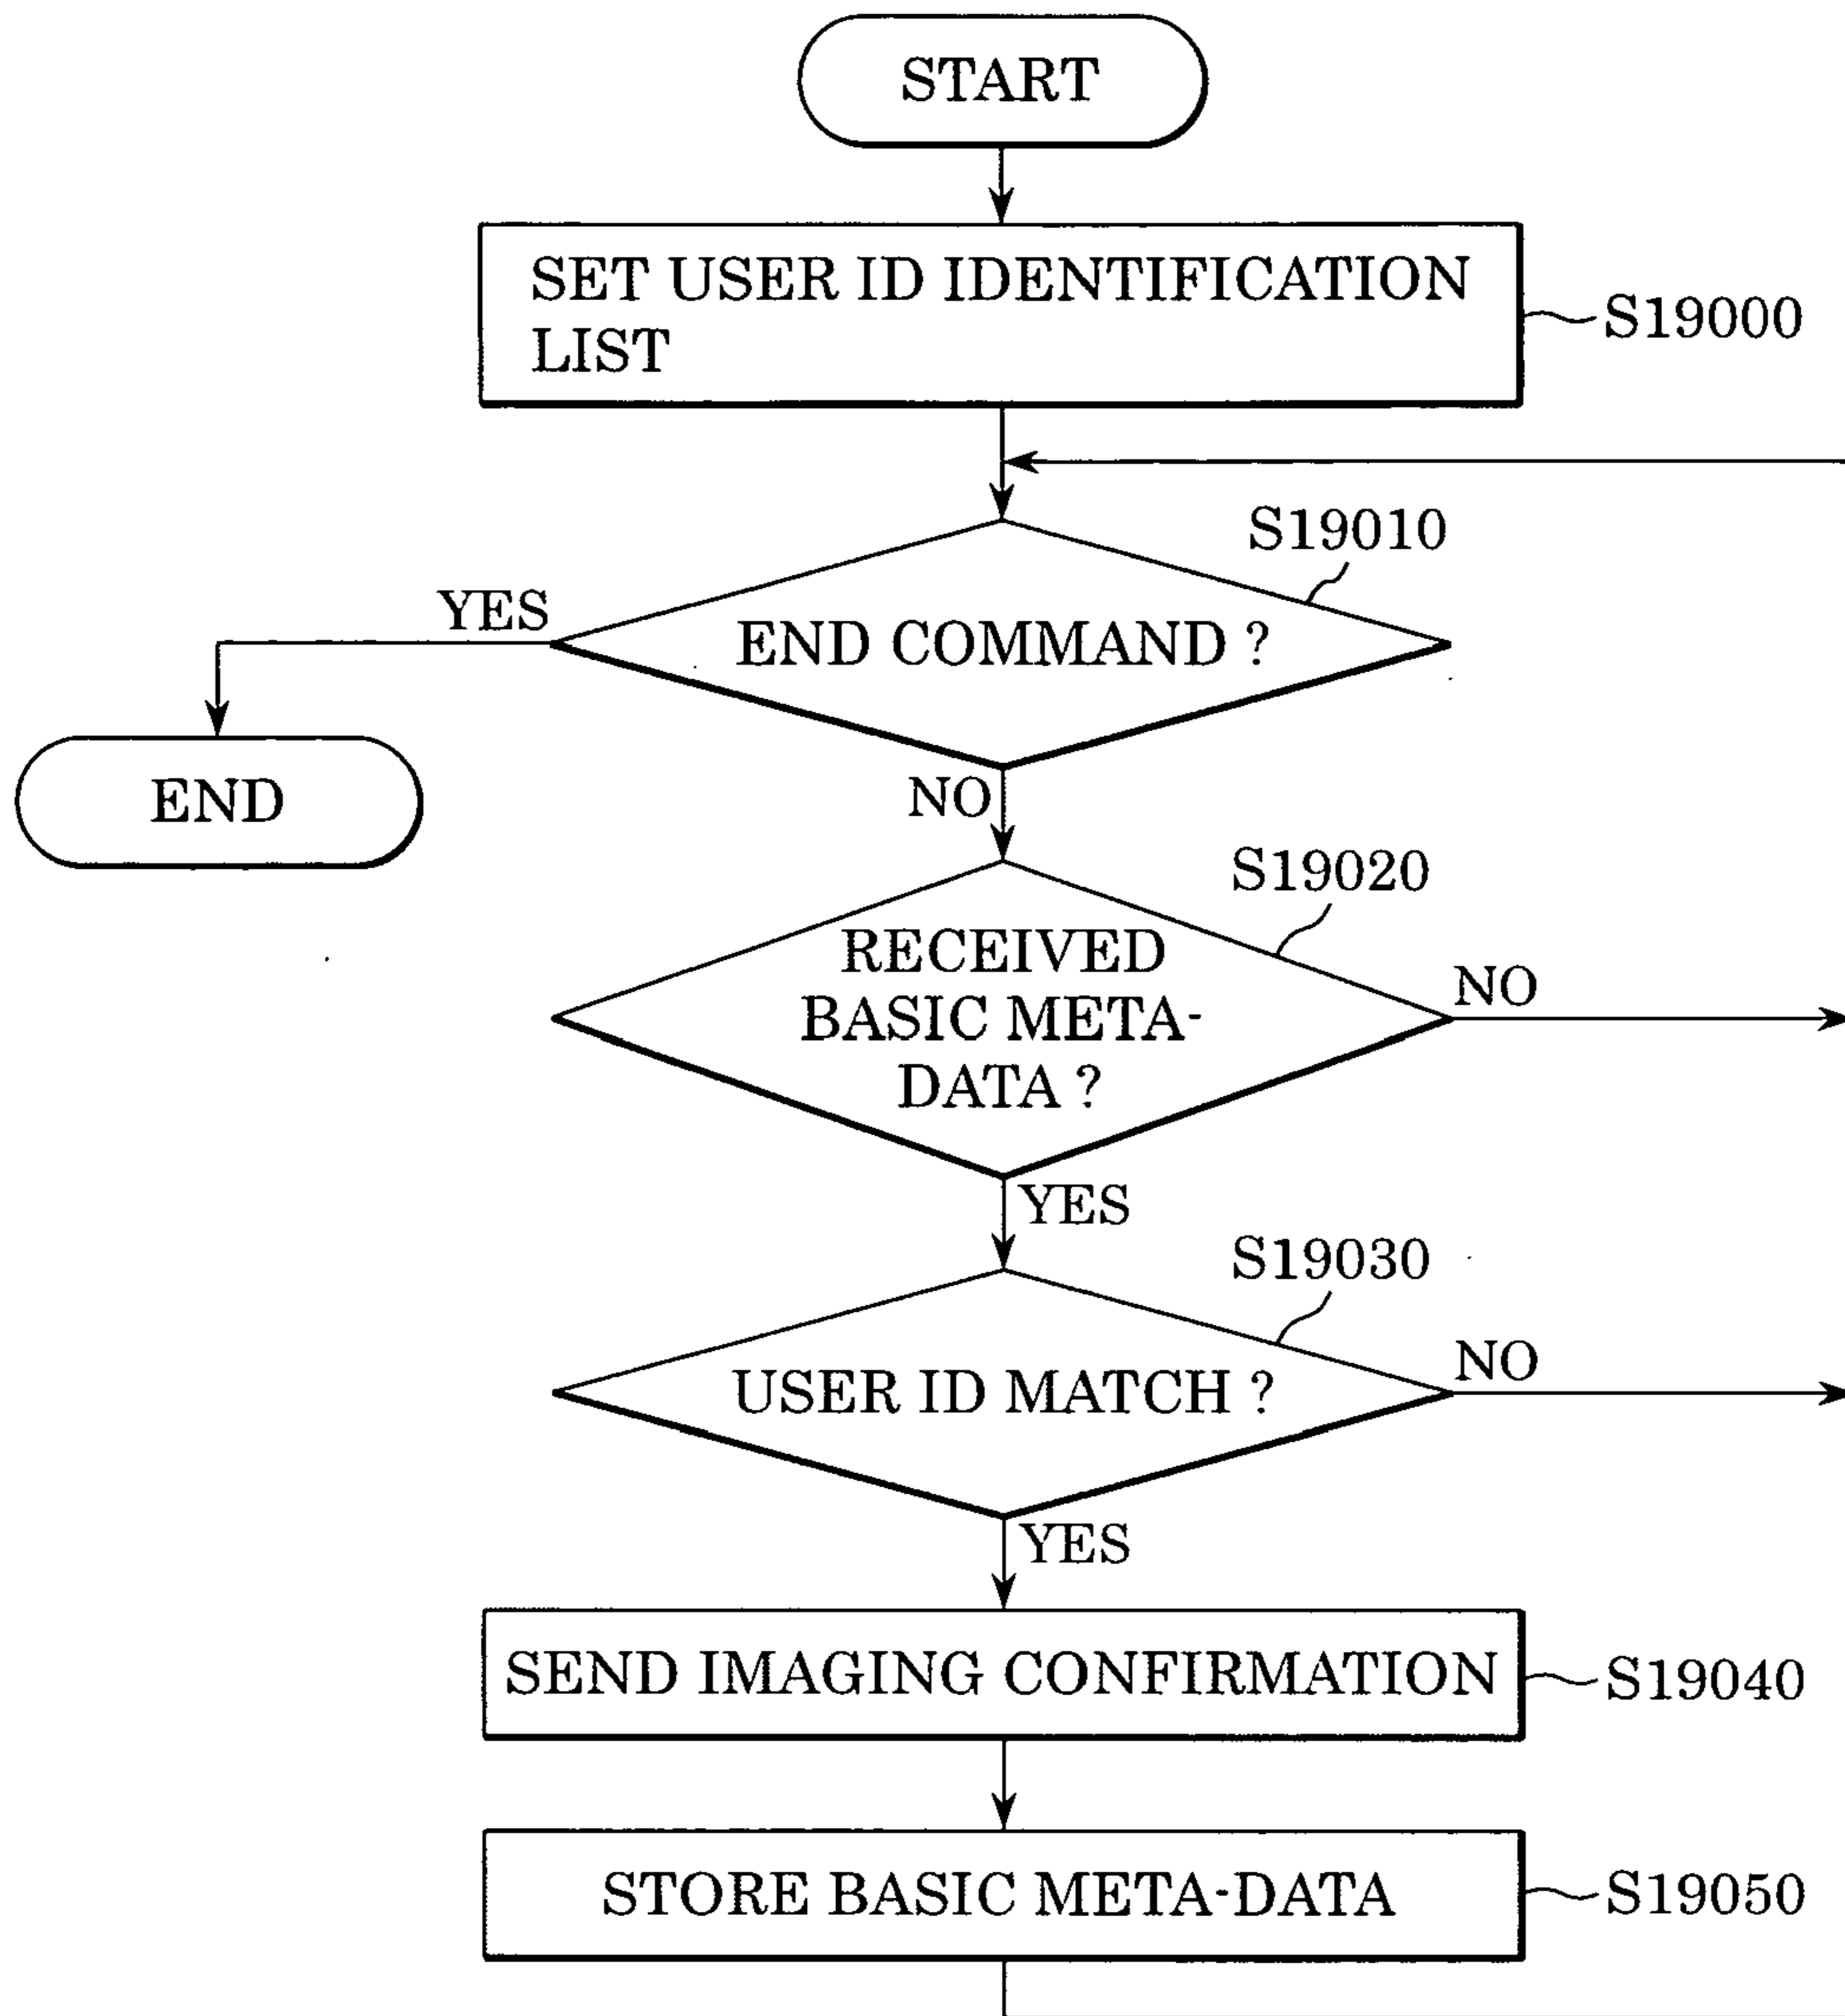 START
SET USER ID IDENTIFICATION
LIST
S19000
S19010
YES
END COMMAND ?
END
NO
S19020
RECEIVED
BASIC META-
DATA ?
NO
YES
S19030
USER ID MATCH ?
NO
YES
SEND IMAGING CONFIRMATION
S19040
STORE BASIC META-DATA
S19050